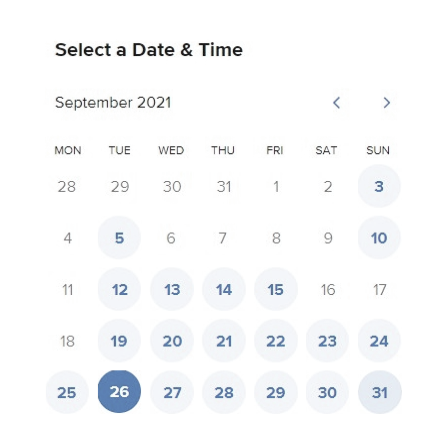 Select a Date & Time
September 2021
MON TUE WED THU FRI SAT SUN
28 29 30 31 1 2 3
4 5 6 7 8 9 10
11 12 13 14 15 16 17
18 19 20 21 22 23 24
25 26 27 28 29 30 31